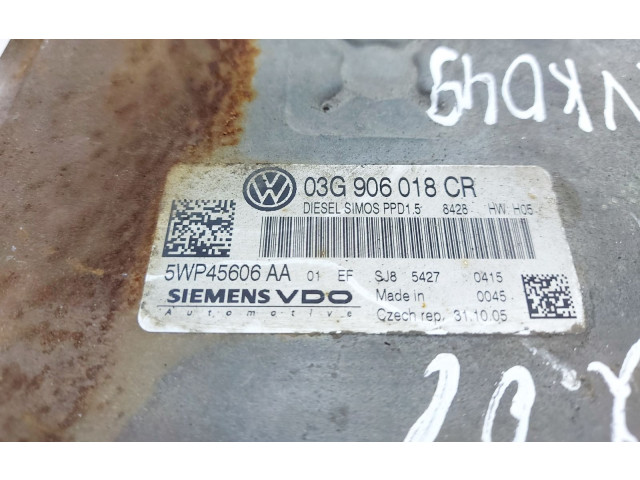 VKD49
03G 906 018 CR
DIESEL SIMOS PPD1.5 8428 HW H05
5WP45606 AA 01 EF SJ8 5427 0415
SIEMENS VDO Made in 0045
Automotive Czech rep. 31.10.05